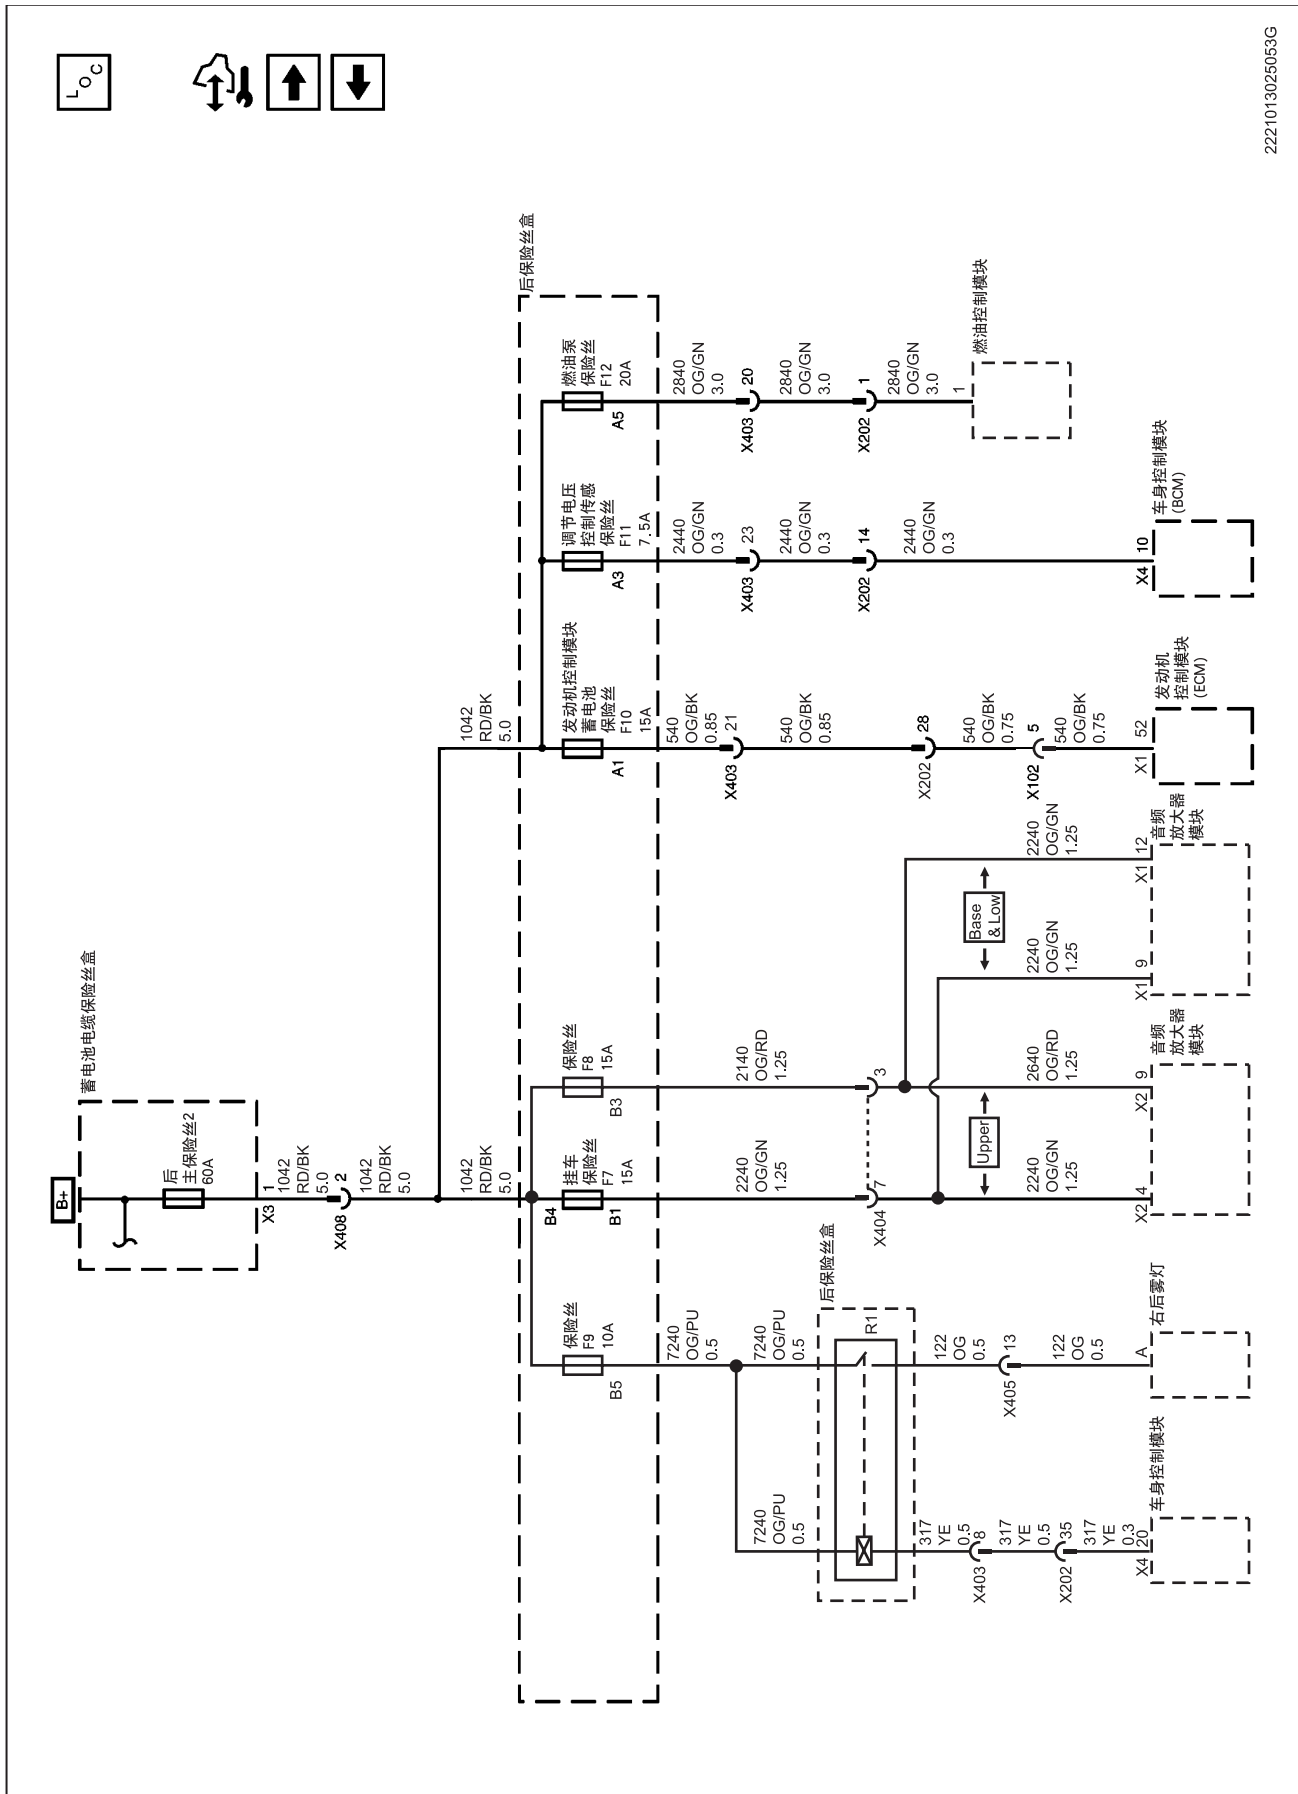 LOC
2221013025053G
蓄电池电缆保险丝盒
B+
后
主保险丝2
60A
X3
1
1042
RD/BK
5.0
X408
2
1042
RD/BK
5.0
1042
RD/BK
5.0
1042
RD/BK
5.0
后保险丝盒
保险丝
F9
10A
B5
B4
挂车
保险丝
F7
15A
B1
保险丝
F8
15A
B3
发动机控制模块
蓄电池
保险丝
F10
15A
A1
调节电压
控制传感
保险丝
F11
7.5A
A3
燃油泵
保险丝
F12
20A
A5
7240
OG/PU
0.5
7240
OG/PU
0.5
7240
OG/PU
0.5
后保险丝盒
R1
317
YE
0.5
X403
8
317
YE
0.5
X202
35
317
YE
0.3
X4
20
车身控制模块
122
OG
0.5
X405
13
122
OG
0.5
A
右后雾灯
2240
OG/GN
1.25
X404
7
2240
OG/GN
1.25
X2
4
Upper
2140
OG/RD
1.25
3
2640
OG/RD
1.25
X2
9
音频
放大器
模块
2240
OG/GN
1.25
X1
9
Base
& Low
2240
OG/GN
1.25
X1
12
音频
放大器
模块
540
OG/BK
0.85
X403
21
540
OG/BK
0.85
X202
28
540
OG/BK
0.75
X102
5
540
OG/BK
0.75
X1
52
发动机
控制模块
(ECM)
2440
OG/GN
0.3
X403
23
2440
OG/GN
0.3
X202
14
2440
OG/GN
0.3
X4
10
车身控制模块
(BCM)
2840
OG/GN
3.0
X403
20
2840
OG/GN
3.0
X202
1
2840
OG/GN
3.0
1
燃油控制模块